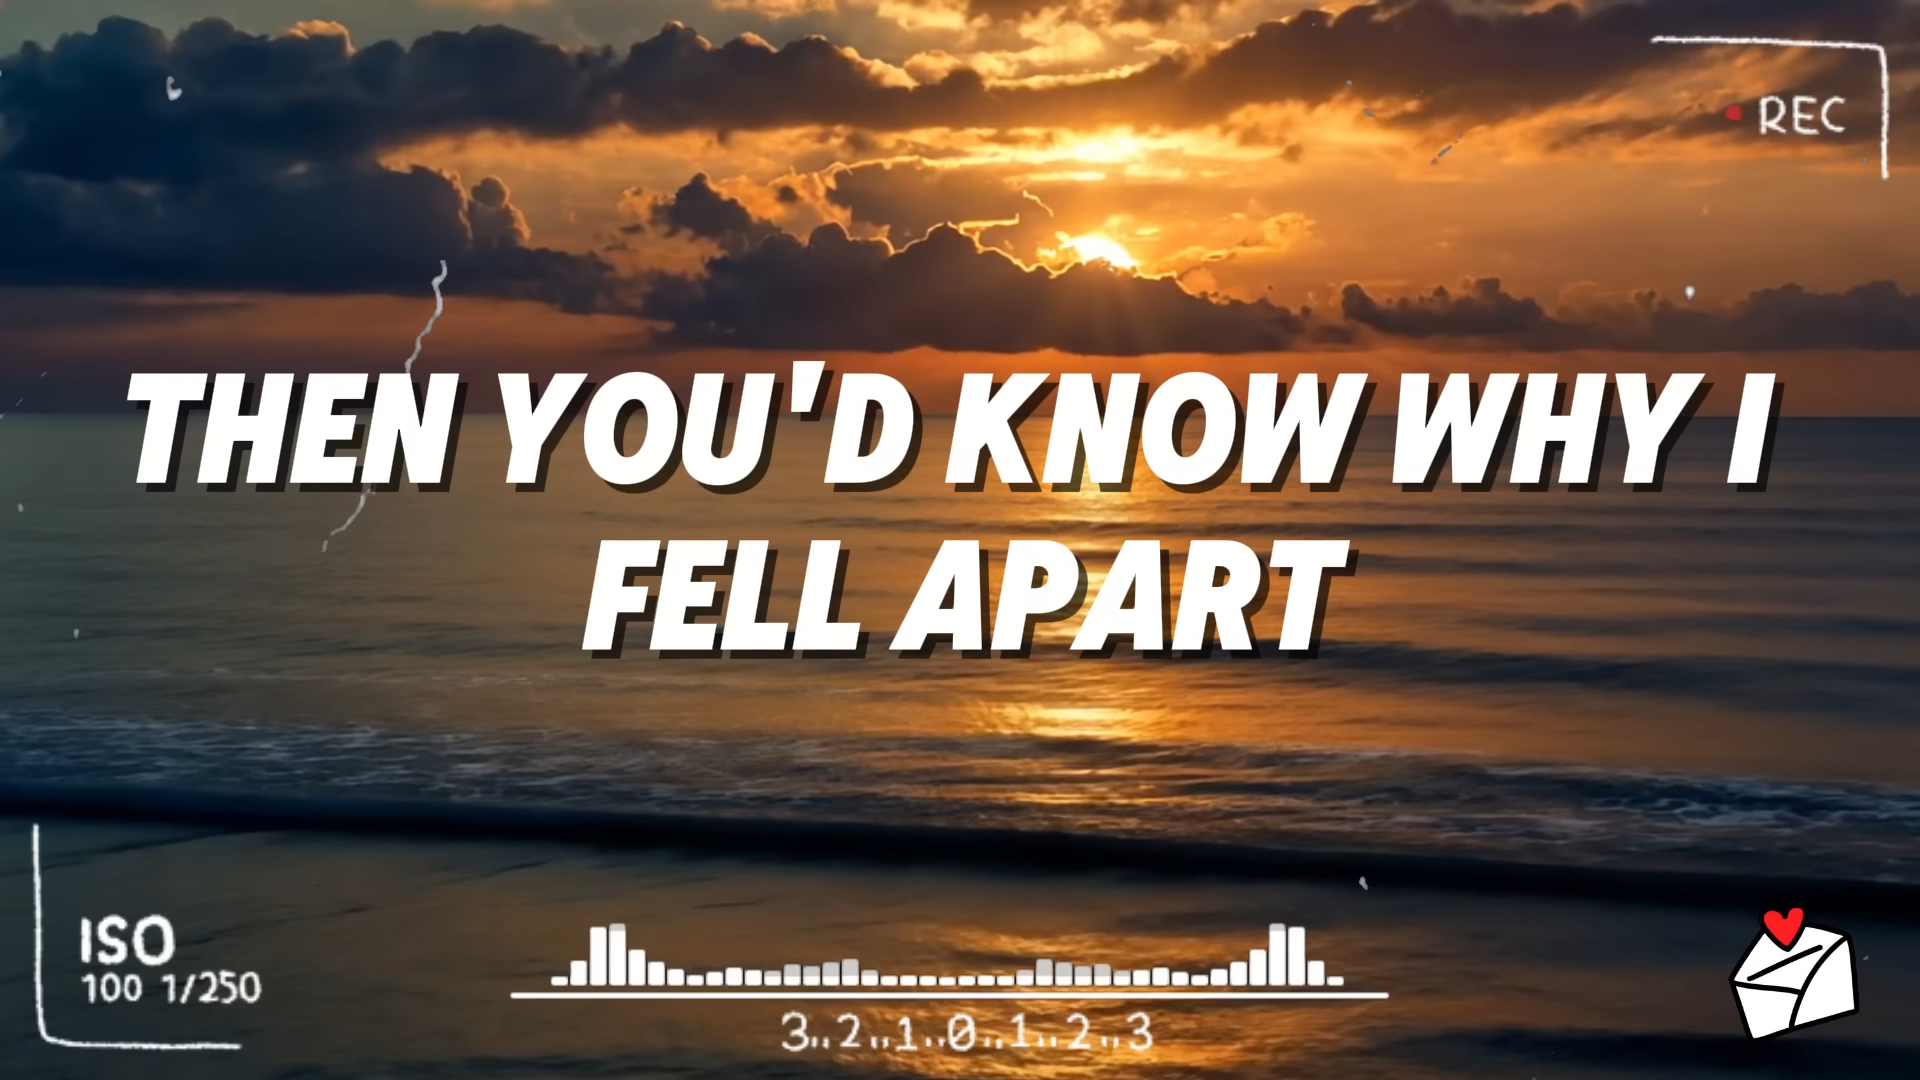 REC
THEN YOU'D KNOW WHY I
FELL APART
ISO
100 1/250
3..2..1..0..1..2..3